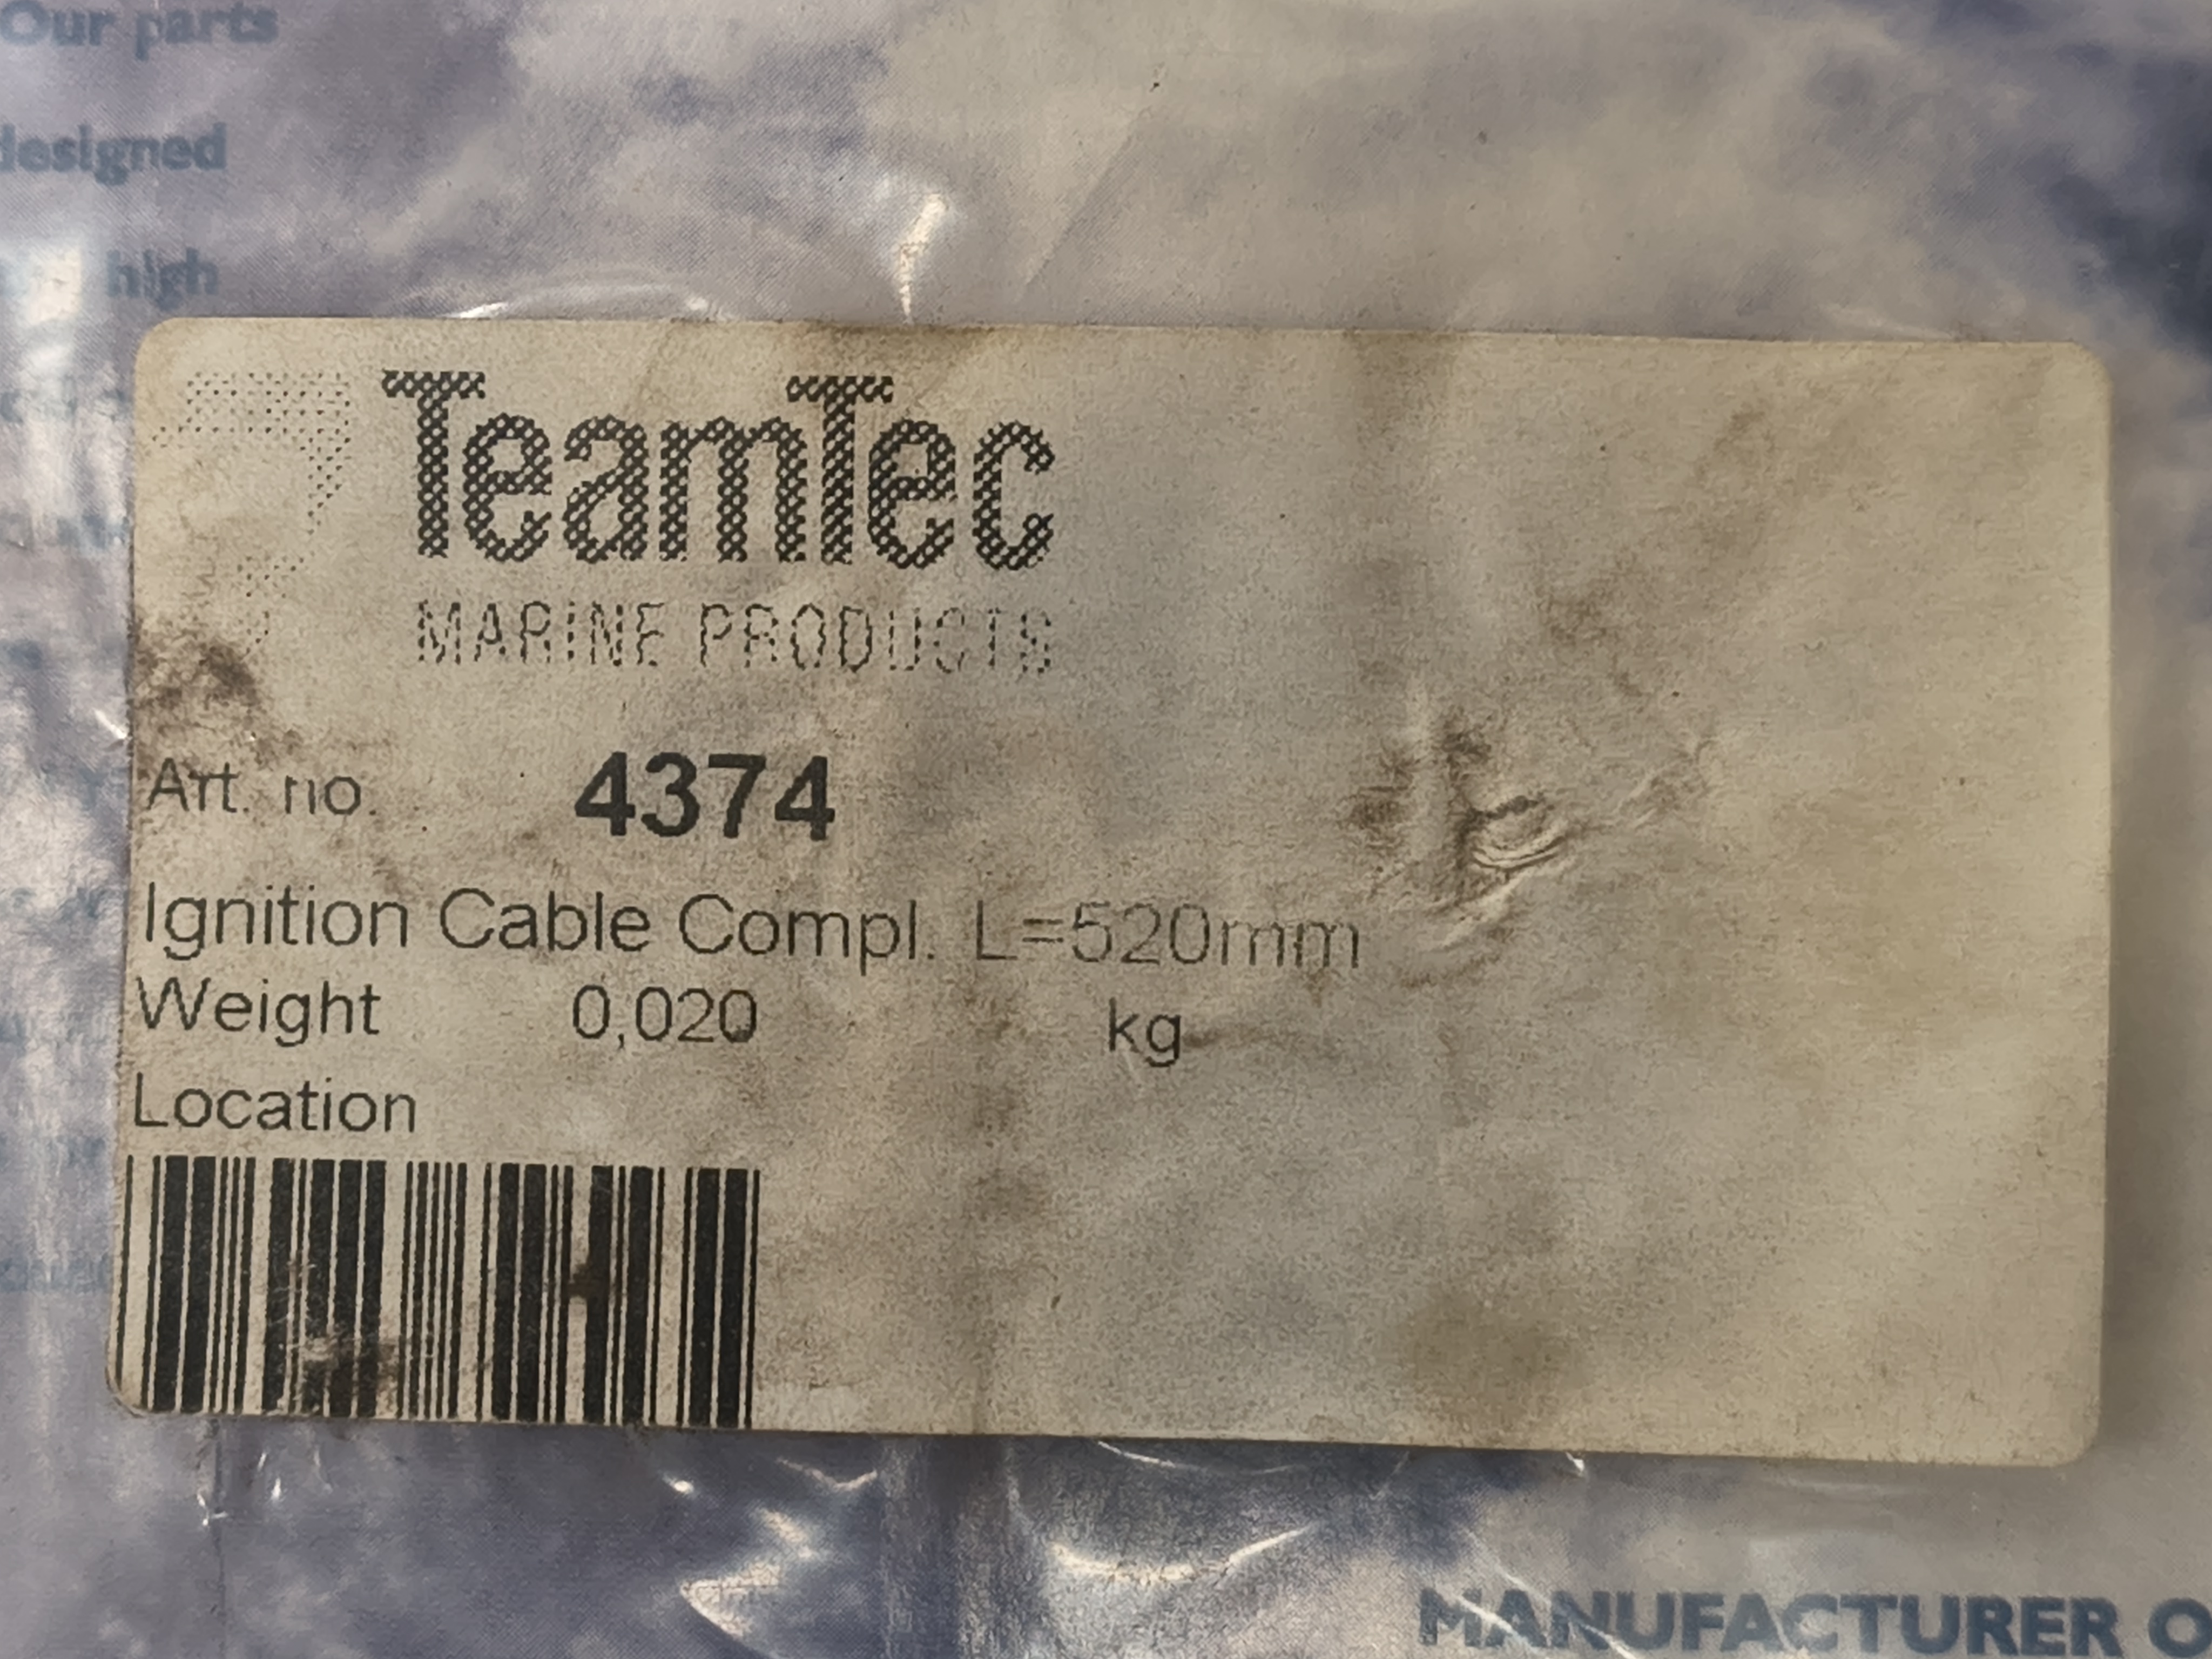 Our parts
designed
high
TeamTec
MARINE PRODUCTS
Art. no. 4374
Ignition Cable Compl. L=520mm
Weight 0,020 kg
Location
MANUFACTURER O